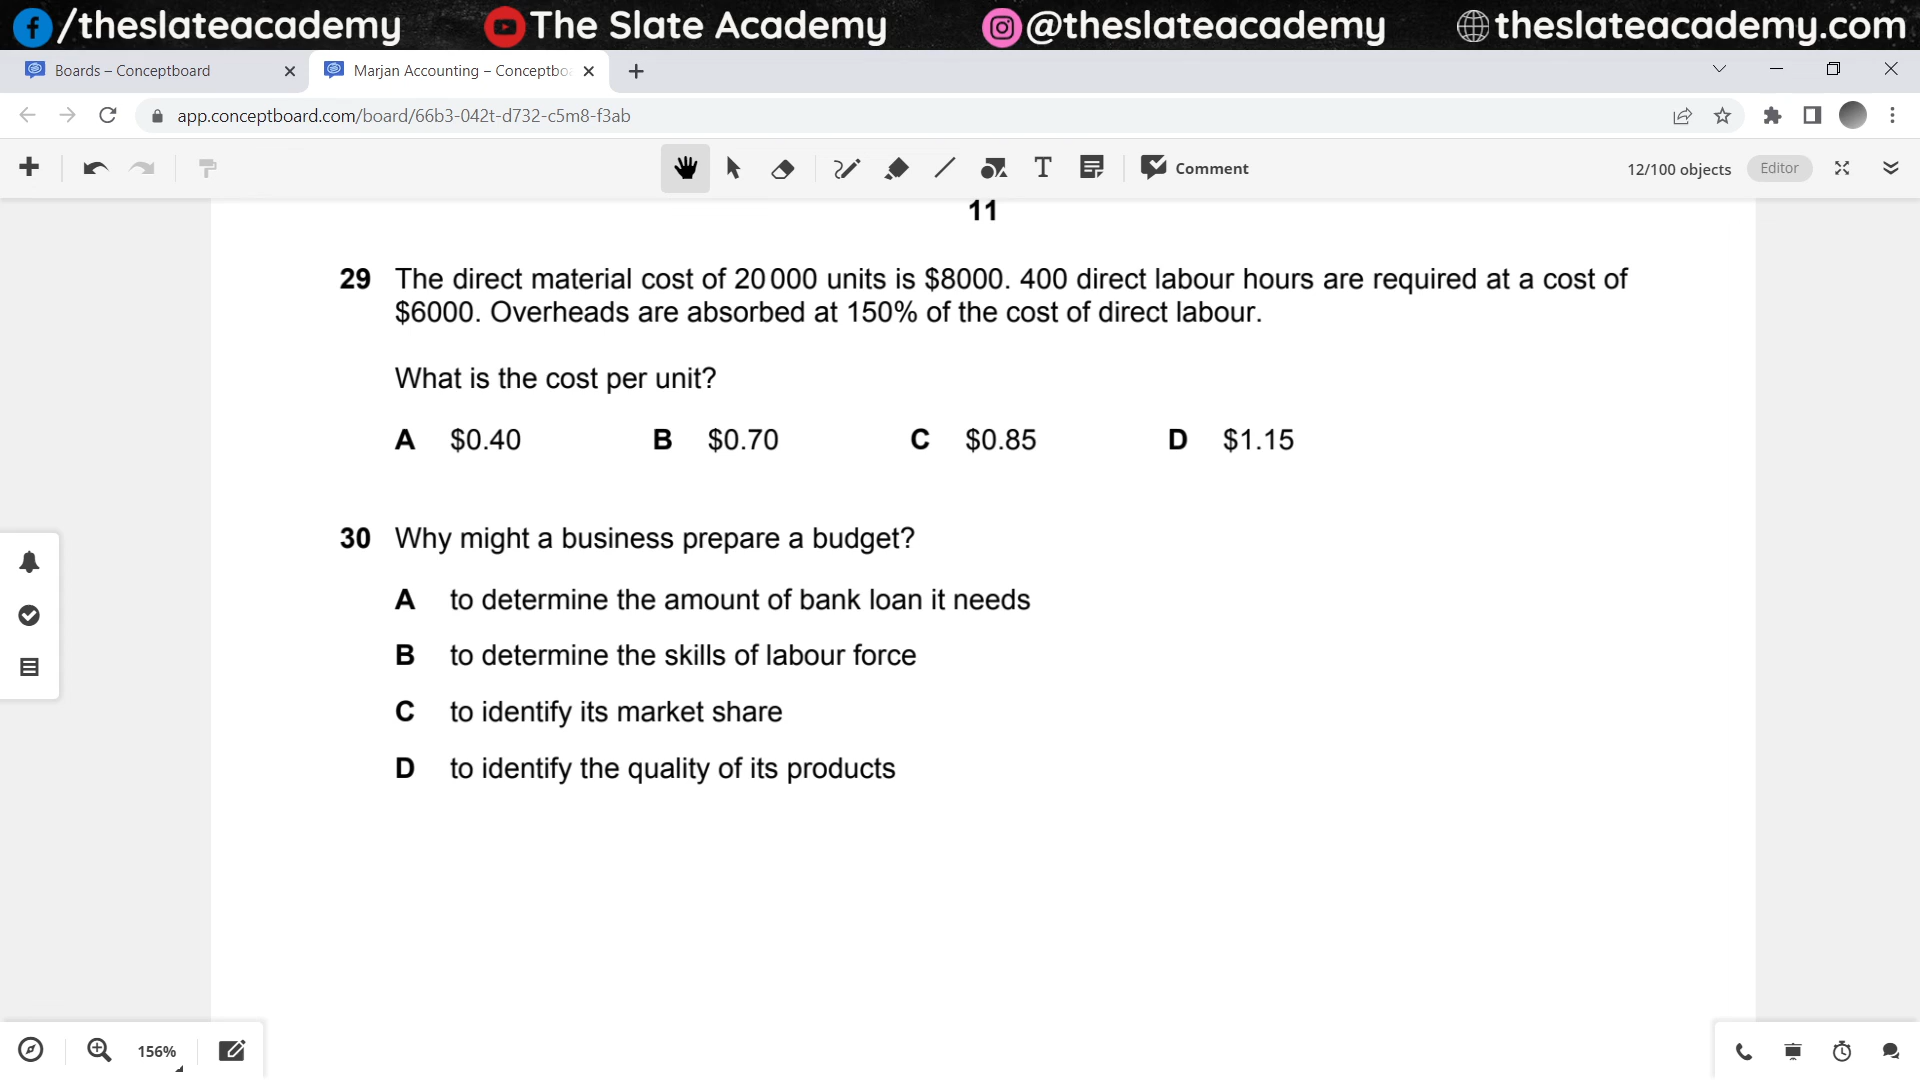 /theslateacademy The Slate Academy @theslateacademy theslateacademy.com
Boards – Conceptboard Marjan Accounting – Conceptbo
app.conceptboard.com/board/66b3-042t-d732-c5m8-f3ab
T Comment 12/100 objects Editor
11
29 The direct material cost of 20 000 units is $8000. 400 direct labour hours are required at a cost of
$6000. Overheads are absorbed at 150% of the cost of direct labour.
What is the cost per unit?
A $0.40 B $0.70 C $0.85 D $1.15
30 Why might a business prepare a budget?
A to determine the amount of bank loan it needs
B to determine the skills of labour force
C to identify its market share
D to identify the quality of its products
156%